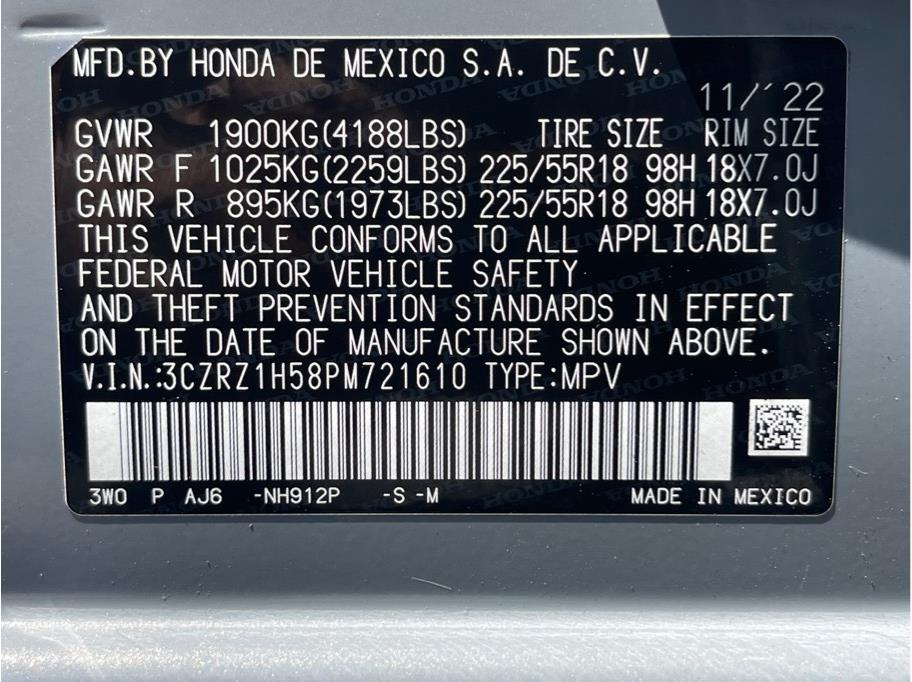 MFD.BY HONDA DE MEXICO S.A. DE C.V.
11/´22
GVWR 1900KG(4188LBS) TIRE SIZE RIM SIZE
GAWR F 1025KG(2259LBS) 225/55R18 98H 18X7.0J
GAWR R 895KG(1973LBS) 225/55R18 98H 18X7.0J
THIS VEHICLE CONFORMS TO ALL APPLICABLE
FEDERAL MOTOR VEHICLE SAFETY
AND THEFT PREVENTION STANDARDS IN EFFECT
ON THE DATE OF MANUFACTURE SHOWN ABOVE.
V.I.N.:3CZRZ1H58PM721610 TYPE:MPV
3WO P AJ6 -NH912P -S -M MADE IN MEXICO